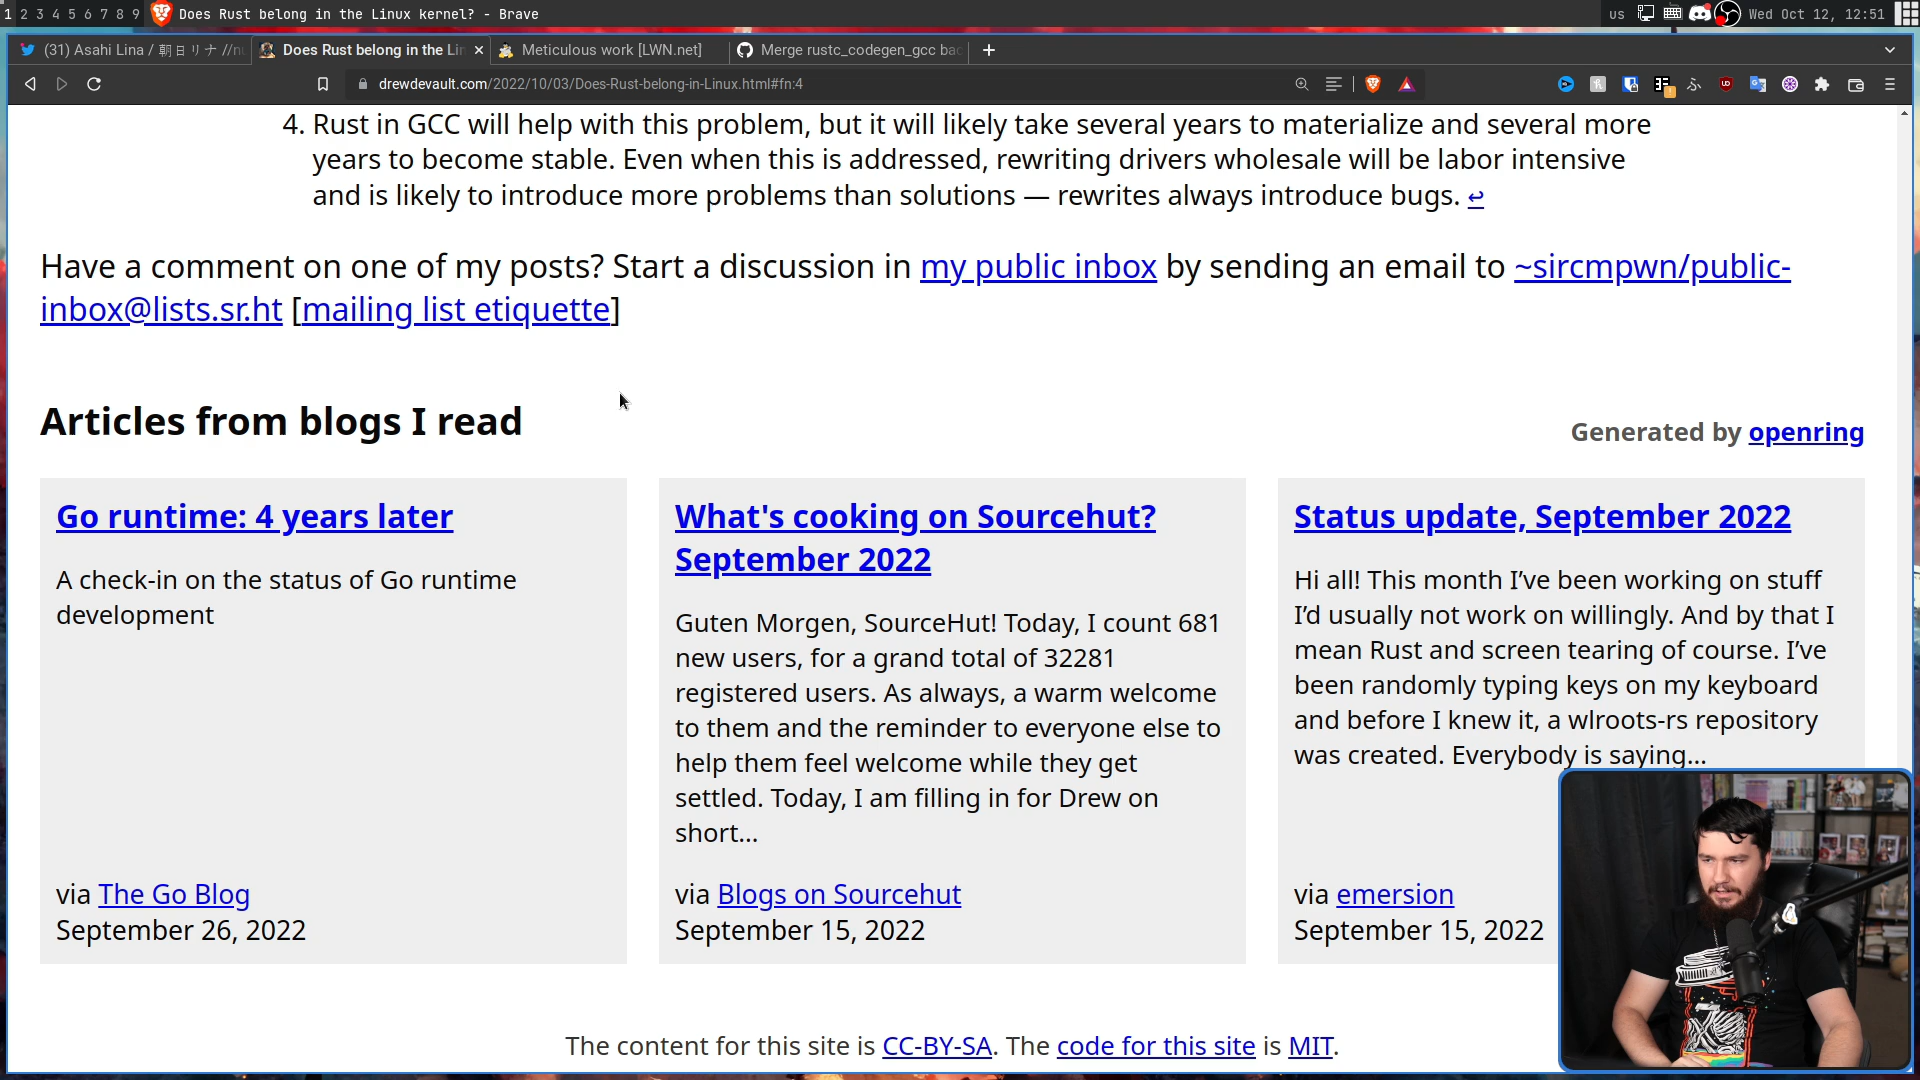 1 2 3 4 5 6 7 8 9 Does Rust belong in the Linux kernel? - Brave
us Wed Oct 12, 12:51
(31) Asahi Lina / 朝日リナ //nu
Does Rust belong in the Lin
Meticulous work [LWN.net]
Merge rustc_codegen_gcc bac
drewdevault.com/2022/10/03/Does-Rust-belong-in-Linux.html#fn:4
4. Rust in GCC will help with this problem, but it will likely take several years to materialize and several more
years to become stable. Even when this is addressed, rewriting drivers wholesale will be labor intensive
and is likely to introduce more problems than solutions — rewrites always introduce bugs. ↩
Have a comment on one of my posts? Start a discussion in my public inbox by sending an email to ~sircmpwn/public-
inbox@lists.sr.ht [mailing list etiquette]
Articles from blogs I read
Generated by openring
Go runtime: 4 years later
A check-in on the status of Go runtime
development
via The Go Blog
September 26, 2022
What's cooking on Sourcehut?
September 2022
Guten Morgen, SourceHut! Today, I count 681
new users, for a grand total of 32281
registered users. As always, a warm welcome
to them and the reminder to everyone else to
help them feel welcome while they get
settled. Today, I am filling in for Drew on
short…
via Blogs on Sourcehut
September 15, 2022
Status update, September 2022
Hi all! This month I’ve been working on stuff
I’d usually not work on willingly. And by that I
mean Rust and screen tearing of course. I’ve
been randomly typing keys on my keyboard
and before I knew it, a wlroots-rs repository
was created. Everybody is saying…
via emersion
September 15, 2022
The content for this site is CC-BY-SA. The code for this site is MIT.